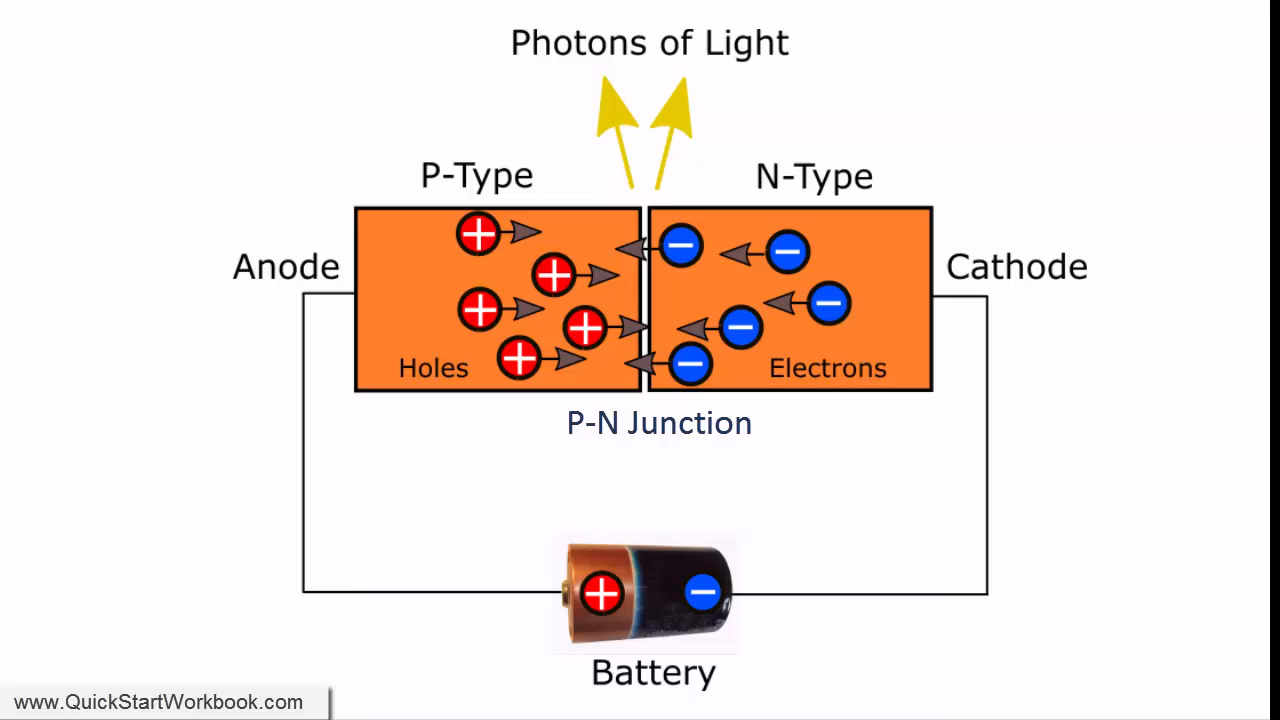 Photons of Light
P-Type
N-Type
Anode
Cathode
Holes
Electrons
P-N Junction
Battery
www.QuickStartWorkbook.com